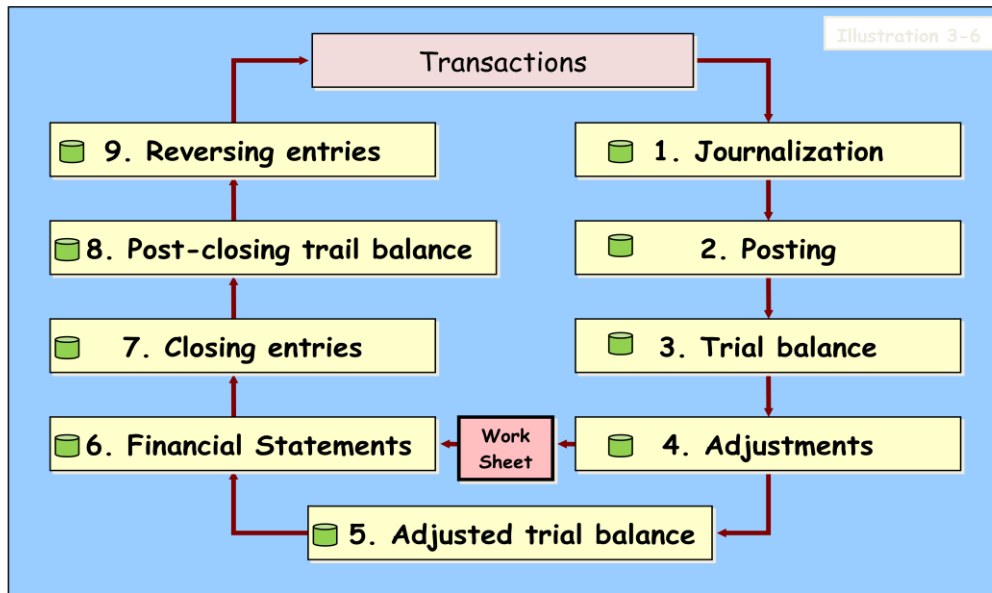 Illustration 3-6
Transactions
1. Journalization
2. Posting
3. Trial balance
4. Adjustments
Work
Sheet
5. Adjusted trial balance
6. Financial Statements
7. Closing entries
8. Post-closing trail balance
9. Reversing entries